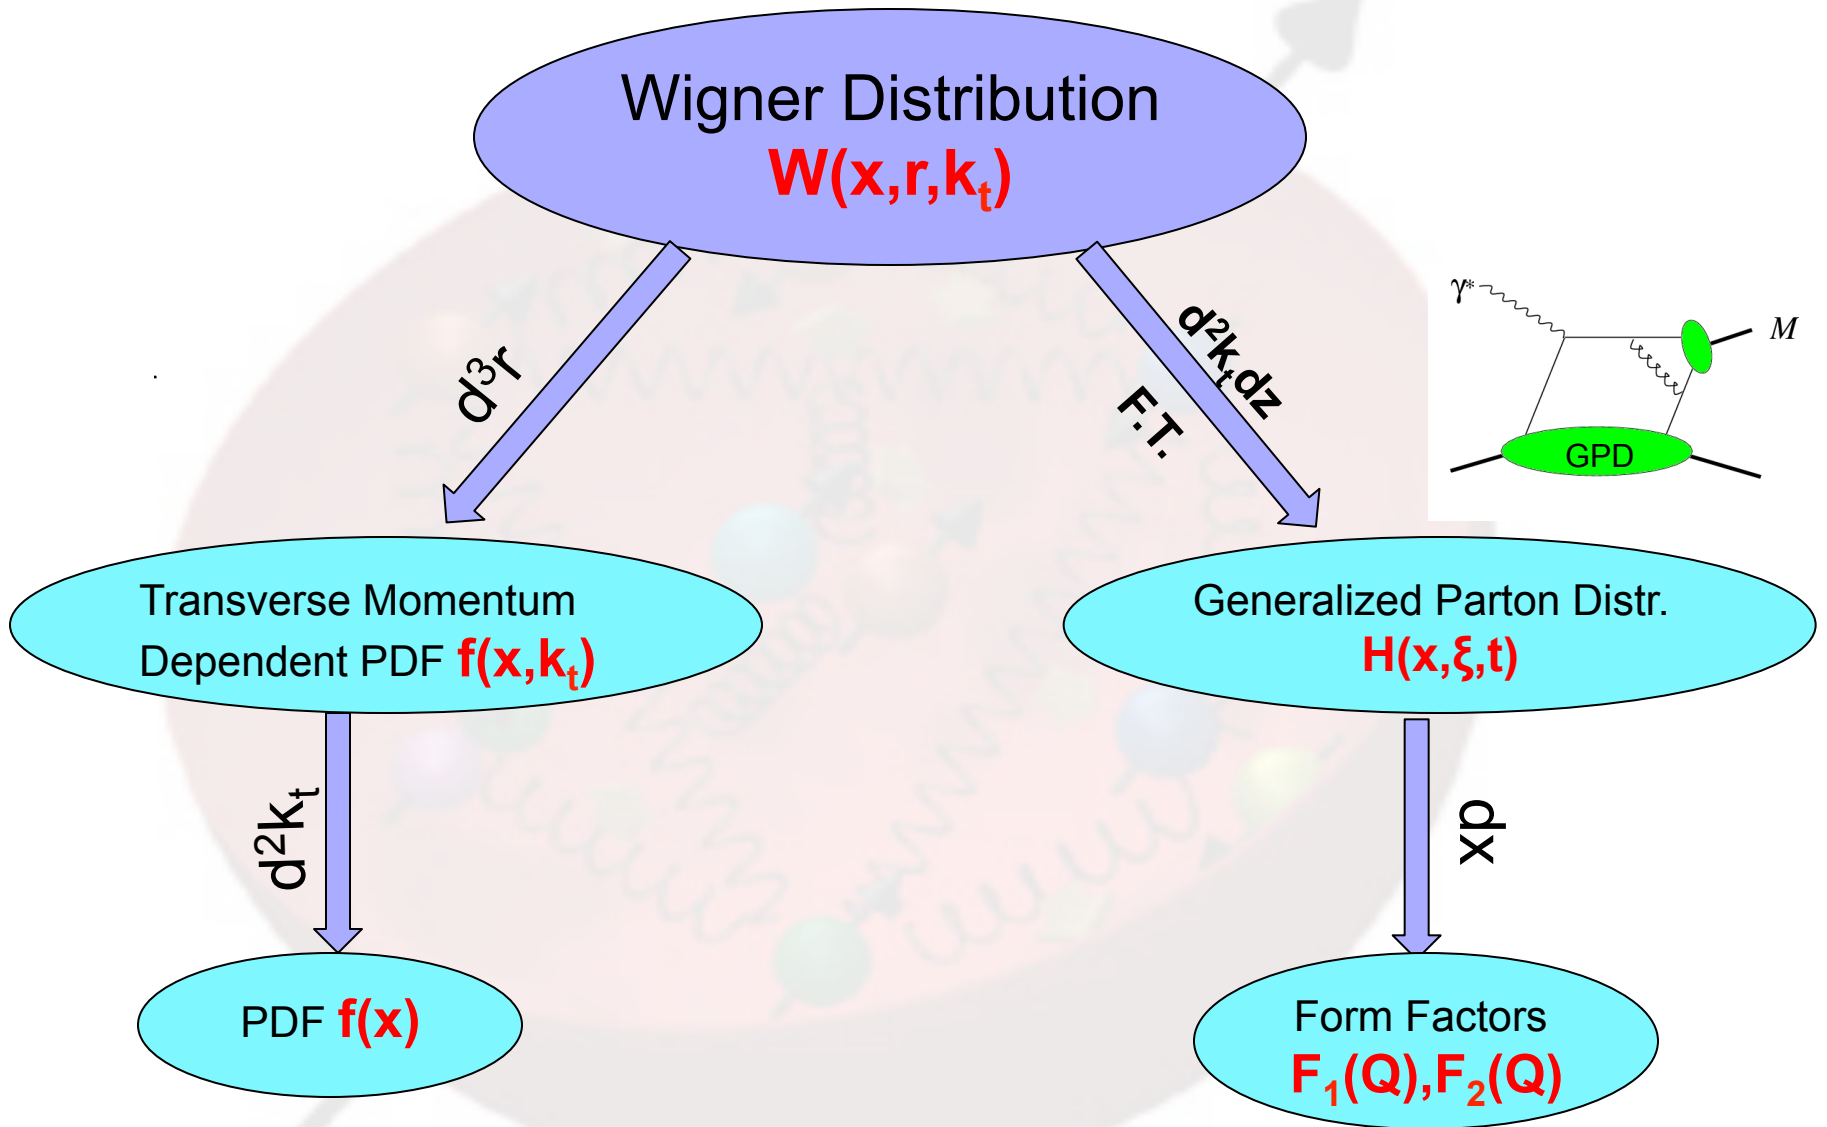 Wigner Distribution
W(x,r,kₜ)
d³r
d²kₜdz
F.T.
γ*
M
GPD
Transverse Momentum
Dependent PDF f(x,kₜ)
Generalized Parton Distr.
H(x,ξ,t)
d²kₜ
dx
PDF f(x)
Form Factors
F₁(Q),F₂(Q)